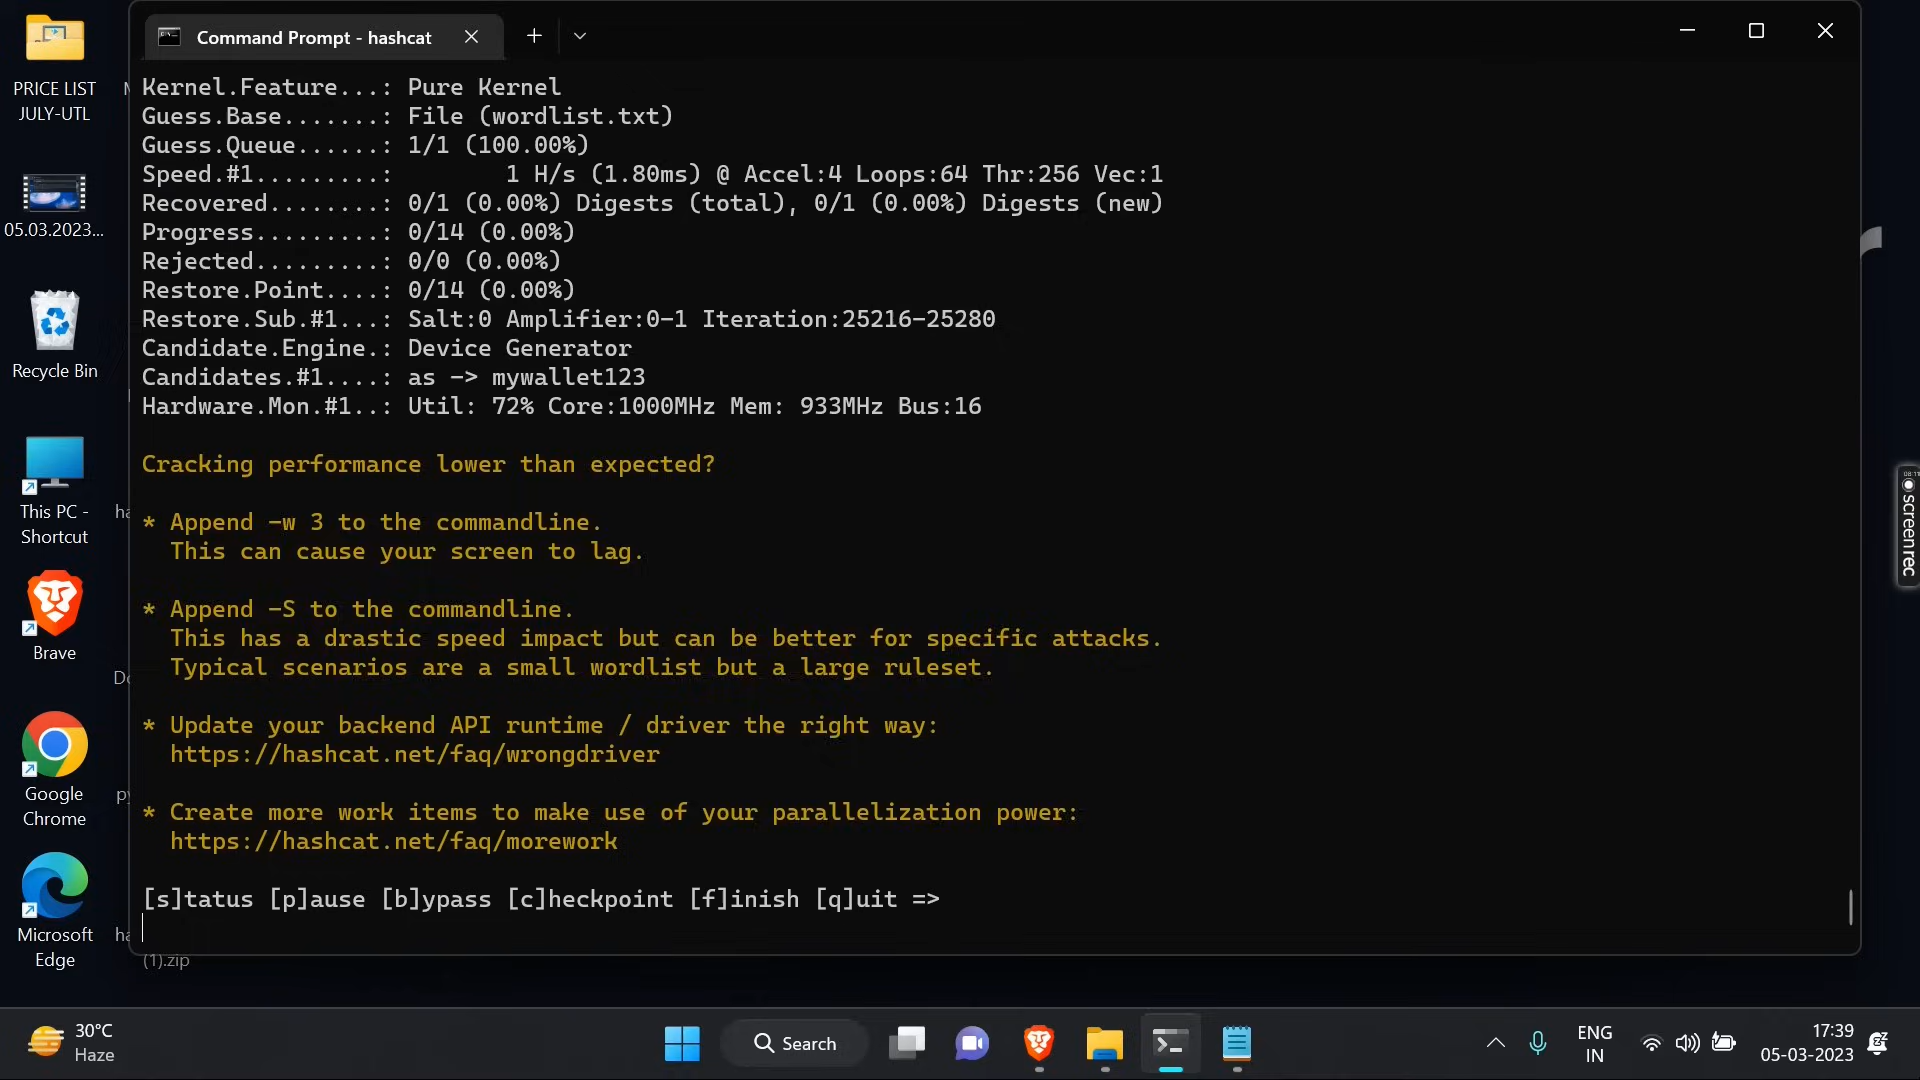 Command Prompt - hashcat
Kernel.Feature...: Pure Kernel
Guess.Base.......: File (wordlist.txt)
Guess.Queue......: 1/1 (100.00%)
Speed.#1.........:        1 H/s (1.80ms) @ Accel:4 Loops:64 Thr:256 Vec:1
Recovered........: 0/1 (0.00%) Digests (total), 0/1 (0.00%) Digests (new)
Progress.........: 0/14 (0.00%)
Rejected.........: 0/0 (0.00%)
Restore.Point....: 0/14 (0.00%)
Restore.Sub.#1...: Salt:0 Amplifier:0-1 Iteration:25216-25280
Candidate.Engine.: Device Generator
Candidates.#1....: as -> mywallet123
Hardware.Mon.#1..: Util: 72% Core:1000MHz Mem: 933MHz Bus:16
Cracking performance lower than expected?
* Append -w 3 to the commandline.
This can cause your screen to lag.
* Append -S to the commandline.
This has a drastic speed impact but can be better for specific attacks.
Typical scenarios are a small wordlist but a large ruleset.
* Update your backend API runtime / driver the right way:
https://hashcat.net/faq/wrongdriver
* Create more work items to make use of your parallelization power:
https://hashcat.net/faq/morework
[s]tatus [p]ause [b]ypass [c]heckpoint [f]inish [q]uit =>
PRICE LIST
JULY-UTL
05.03.2023...
Recycle Bin
This PC -
Shortcut
Brave
Google
Chrome
Microsoft
Edge
(1).zip
screenrec
30°C
Haze
Search
ENG
IN
17:39
05-03-2023